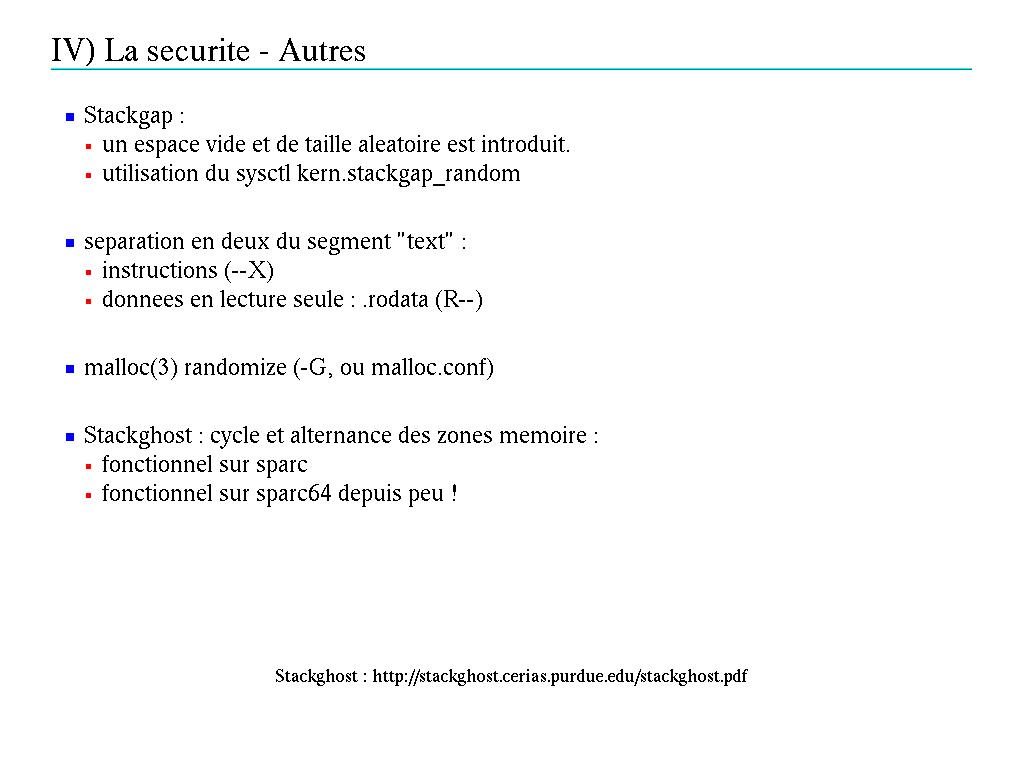 IV) La securite - Autres
Stackgap :
un espace vide et de taille aleatoire est introduit.
utilisation du sysctl kern.stackgap_random
separation en deux du segment "text" :
instructions (--X)
donnees en lecture seule : .rodata (R--)
malloc(3) randomize (-G, ou malloc.conf)
Stackghost : cycle et alternance des zones memoire :
fonctionnel sur sparc
fonctionnel sur sparc64 depuis peu !
Stackghost : http://stackghost.cerias.purdue.edu/stackghost.pdf